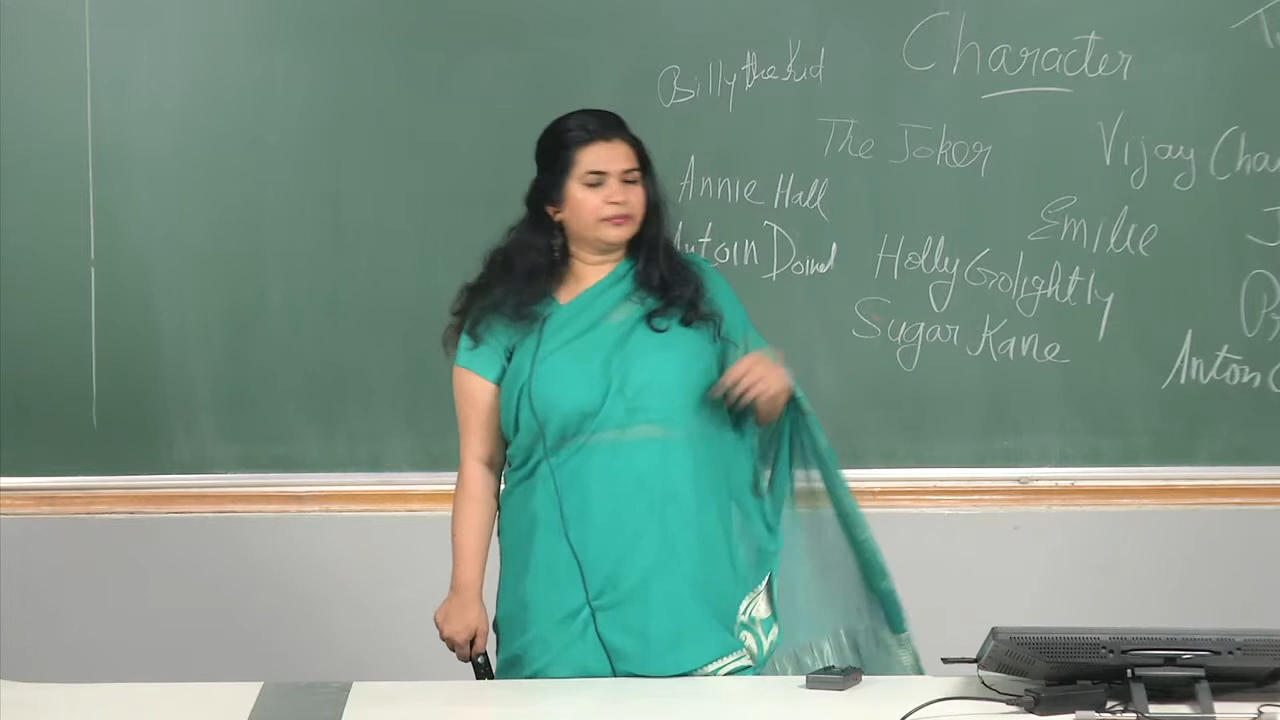 Character
Billy the Kid
The Joker
Vijay
Annie Hall
Emilie
Antoin Doinel
Holly Golightly
Sugar Kane
Anton